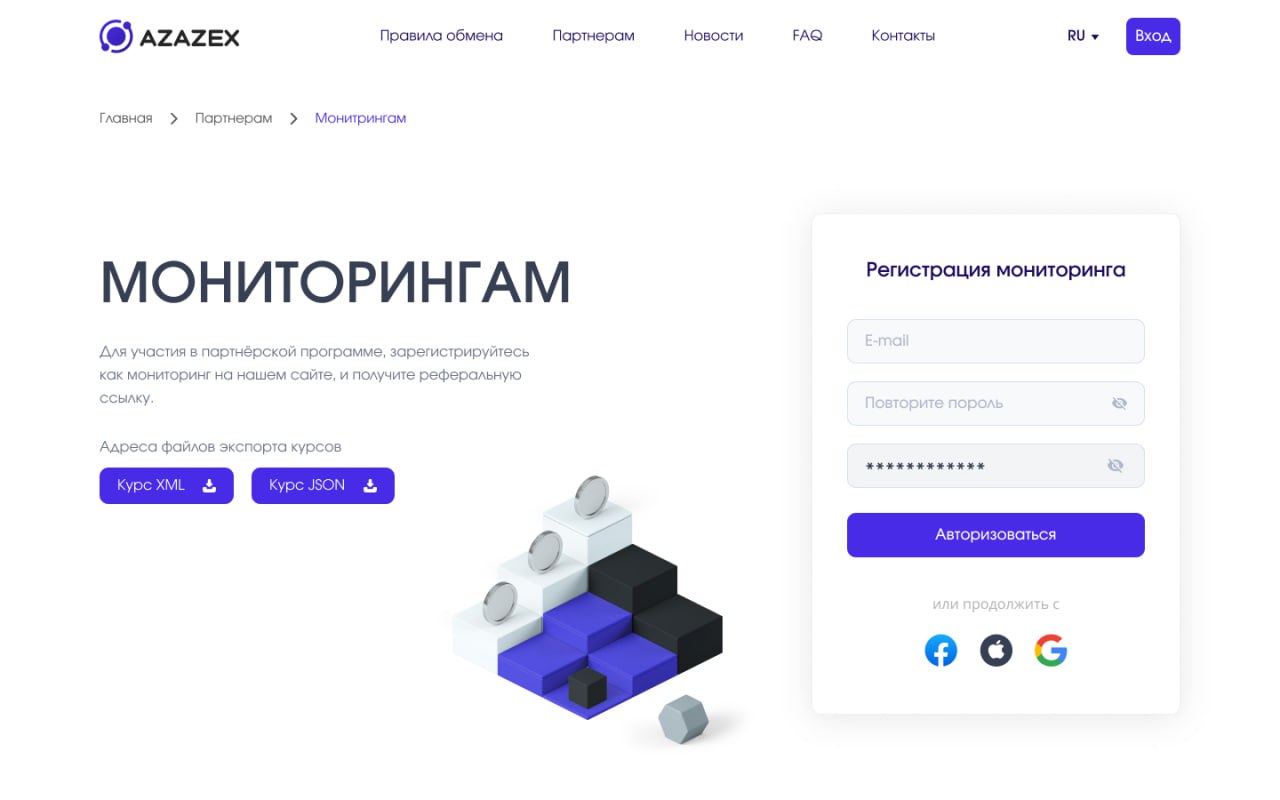 AZAZEX
Правила обмена
Партнерам
Новости
FAQ
Контакты
RU
Вход
Главная
Партнерам
Монитрингам
МОНИТОРИНГАМ
Для участия в партнёрской программе, зарегистрируйтесь
как мониторинг на нашем сайте, и получите реферальную
ссылку.
Адреса файлов экспорта курсов
Курс XML
Курс JSON
Регистрация мониторинга
E-mail
Повторите пороль
************
Авторизоваться
или продолжить с